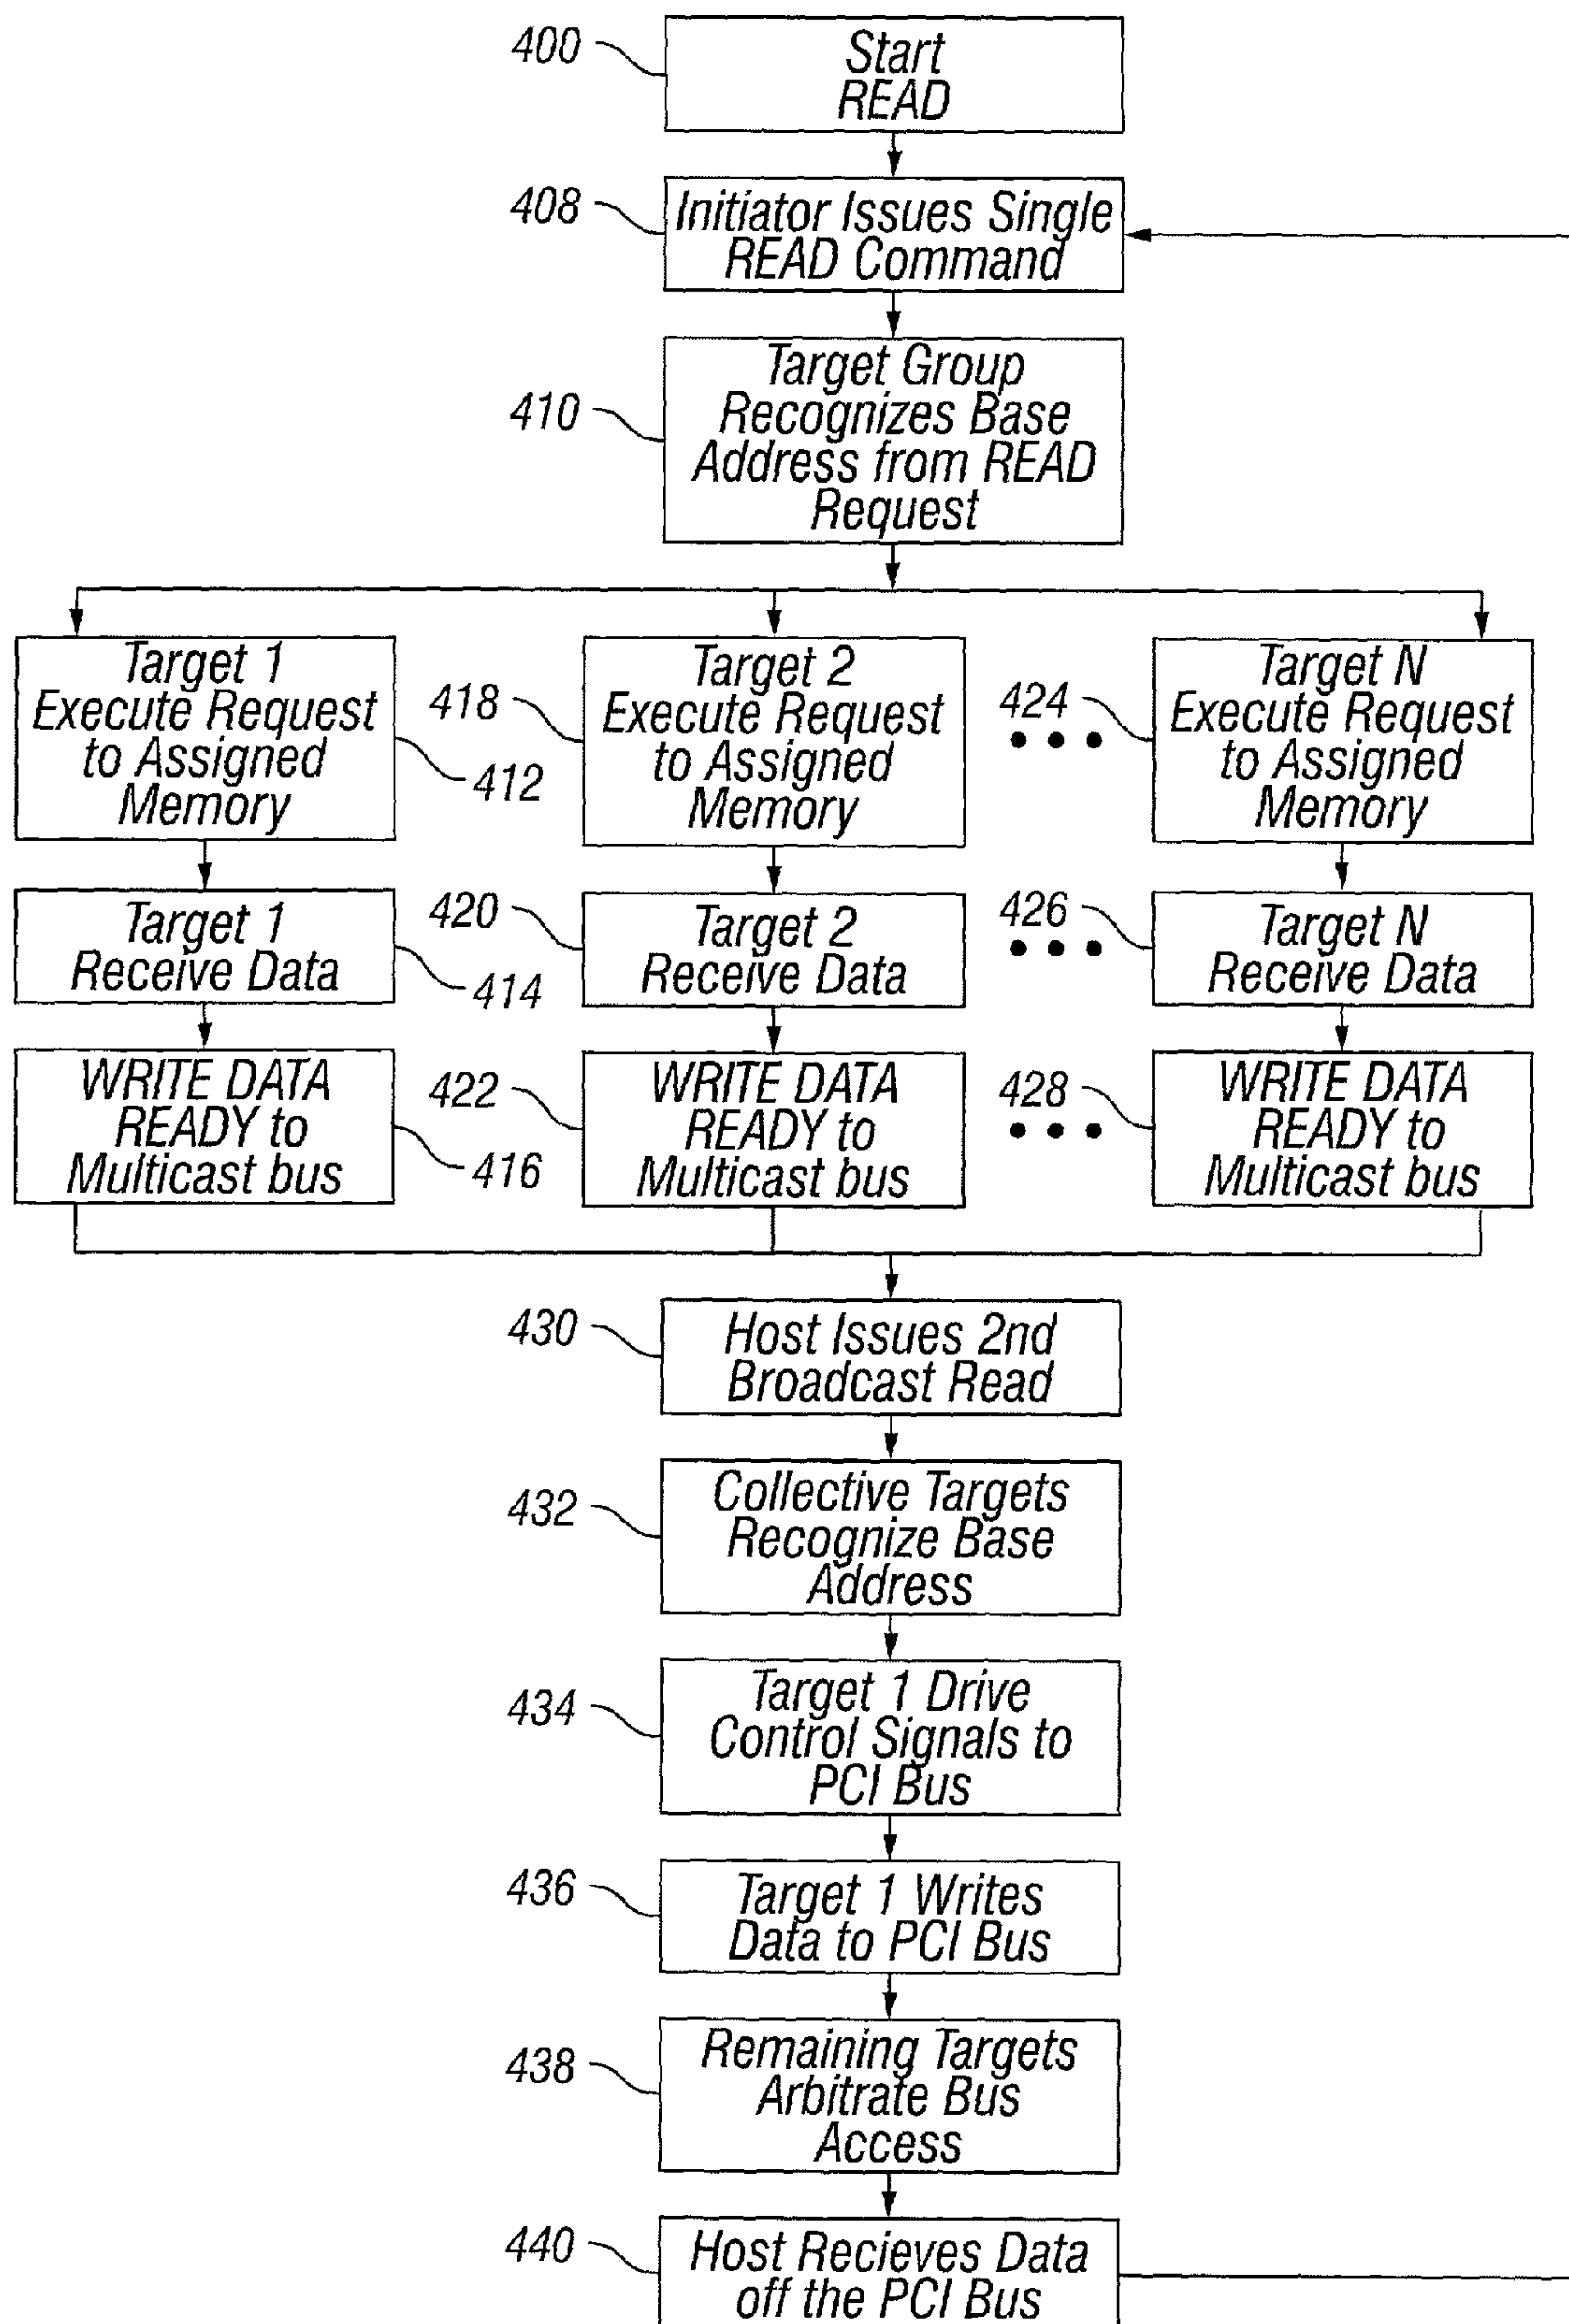 400
Start
READ
408
Initiator Issues Single
READ Command
410
Target Group
Recognizes Base
Address from READ
Request
Target 1
Execute Request
to Assigned
Memory
412
418
Target 2
Execute Request
to Assigned
Memory
424
Target N
Execute Request
to Assigned
Memory
Target 1
Receive Data
414
420
Target 2
Receive Data
426
Target N
Receive Data
WRITE DATA
READY to
Multicast bus
416
422
WRITE DATA
READY to
Multicast bus
428
WRITE DATA
READY to
Multicast bus
430
Host Issues 2nd
Broadcast Read
432
Collective Targets
Recognize Base
Address
434
Target 1 Drive
Control Signals to
PCI Bus
436
Target 1 Writes
Data to PCI Bus
438
Remaining Targets
Arbitrate Bus
Access
440
Host Recieves Data
off the PCI Bus